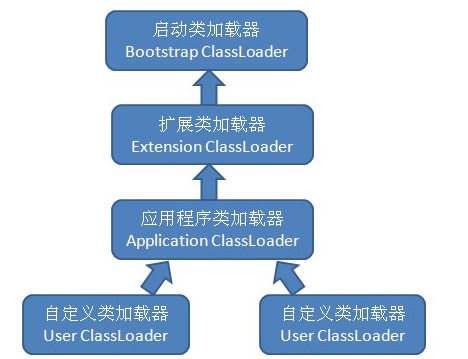 启动类加载器
Bootstrap ClassLoader
扩展类加载器
Extension ClassLoader
应用程序类加载器
Application ClassLoader
自定义类加载器
User ClassLoader
自定义类加载器
User ClassLoader